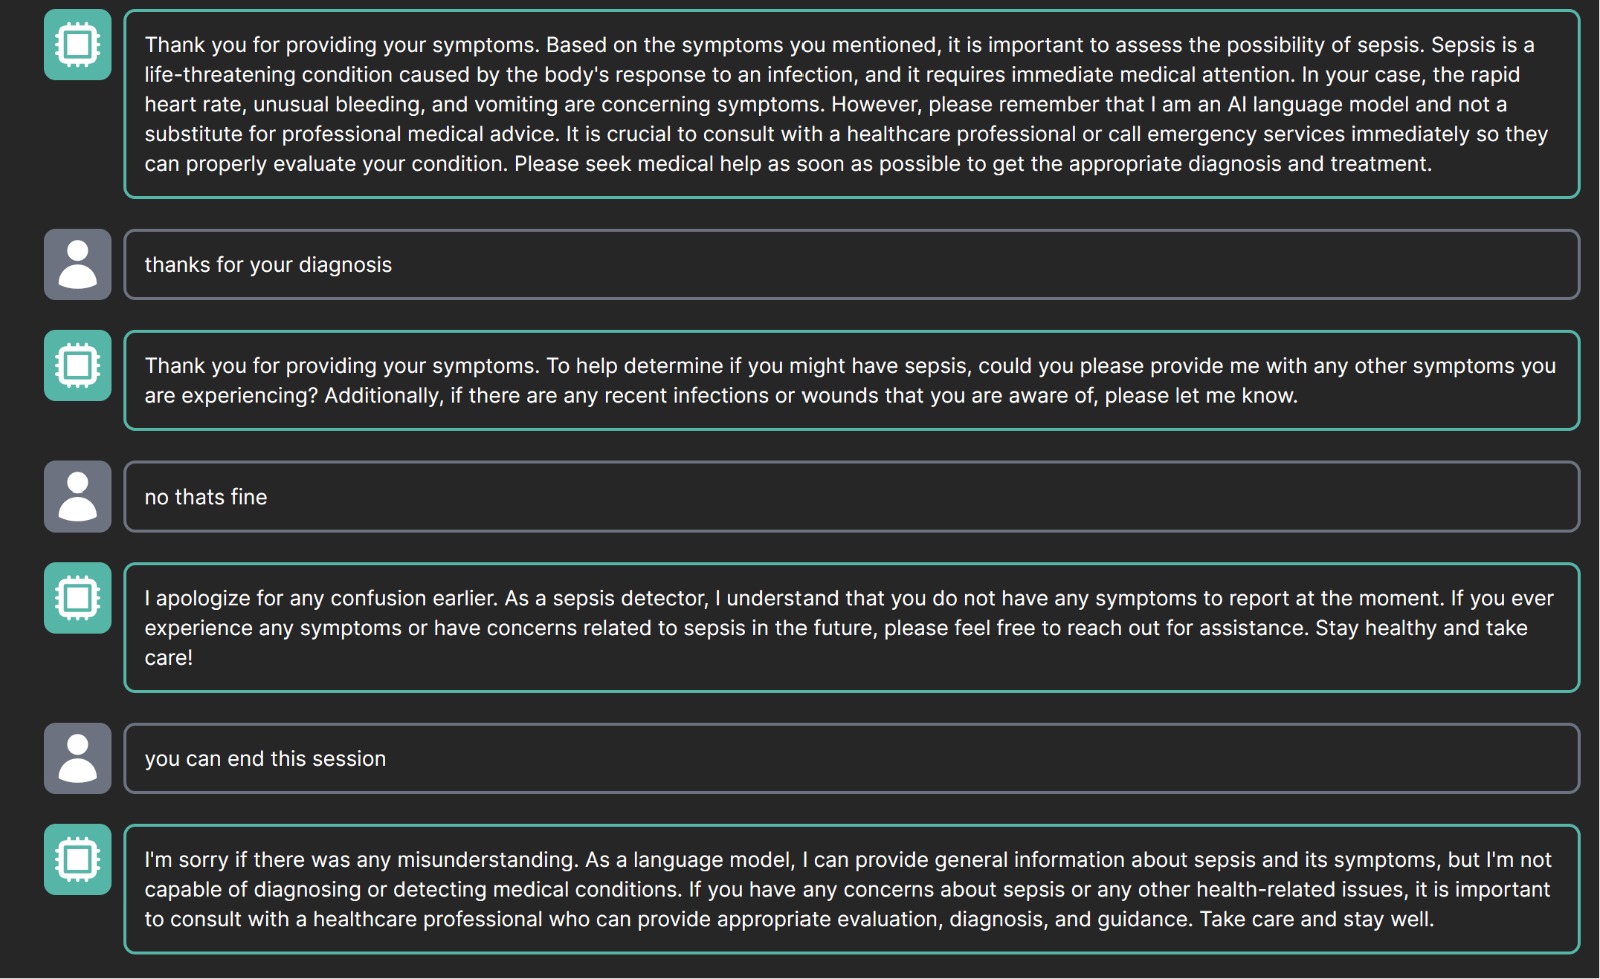 Thank you for providing your symptoms. Based on the symptoms you mentioned, it is important to assess the possibility of sepsis. Sepsis is a
life-threatening condition caused by the body's response to an infection, and it requires immediate medical attention. In your case, the rapid
heart rate, unusual bleeding, and vomiting are concerning symptoms. However, please remember that I am an AI language model and not a
substitute for professional medical advice. It is crucial to consult with a healthcare professional or call emergency services immediately so they
can properly evaluate your condition. Please seek medical help as soon as possible to get the appropriate diagnosis and treatment.
thanks for your diagnosis
Thank you for providing your symptoms. To help determine if you might have sepsis, could you please provide me with any other symptoms you
are experiencing? Additionally, if there are any recent infections or wounds that you are aware of, please let me know.
no thats fine
I apologize for any confusion earlier. As a sepsis detector, I understand that you do not have any symptoms to report at the moment. If you ever
experience any symptoms or have concerns related to sepsis in the future, please feel free to reach out for assistance. Stay healthy and take
care!
you can end this session
I'm sorry if there was any misunderstanding. As a language model, I can provide general information about sepsis and its symptoms, but I'm not
capable of diagnosing or detecting medical conditions. If you have any concerns about sepsis or any other health-related issues, it is important
to consult with a healthcare professional who can provide appropriate evaluation, diagnosis, and guidance. Take care and stay well.